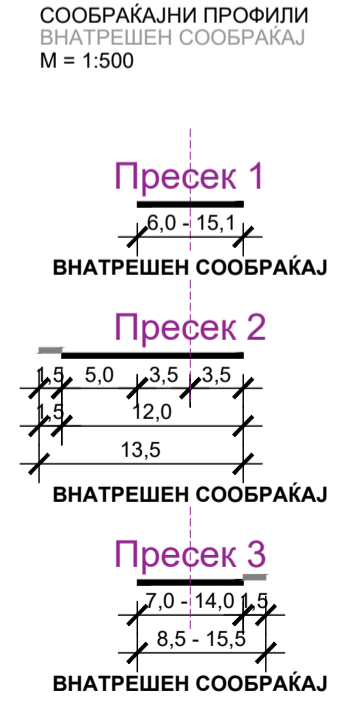 СООБРАЌАЈНИ ПРОФИЛИ
ВНАТРЕШЕН СООБРАЌАЈ
М = 1:500
Пресек 1
6,0 - 15,1
ВНАТРЕШЕН СООБРАЌАЈ
Пресек 2
1,5 5,0 3,5 3,5
1,5 12,0
13,5
ВНАТРЕШЕН СООБРАЌАЈ
Пресек 3
7,0 - 14,0 1,5
8,5 - 15,5
ВНАТРЕШЕН СООБРАЌАЈ